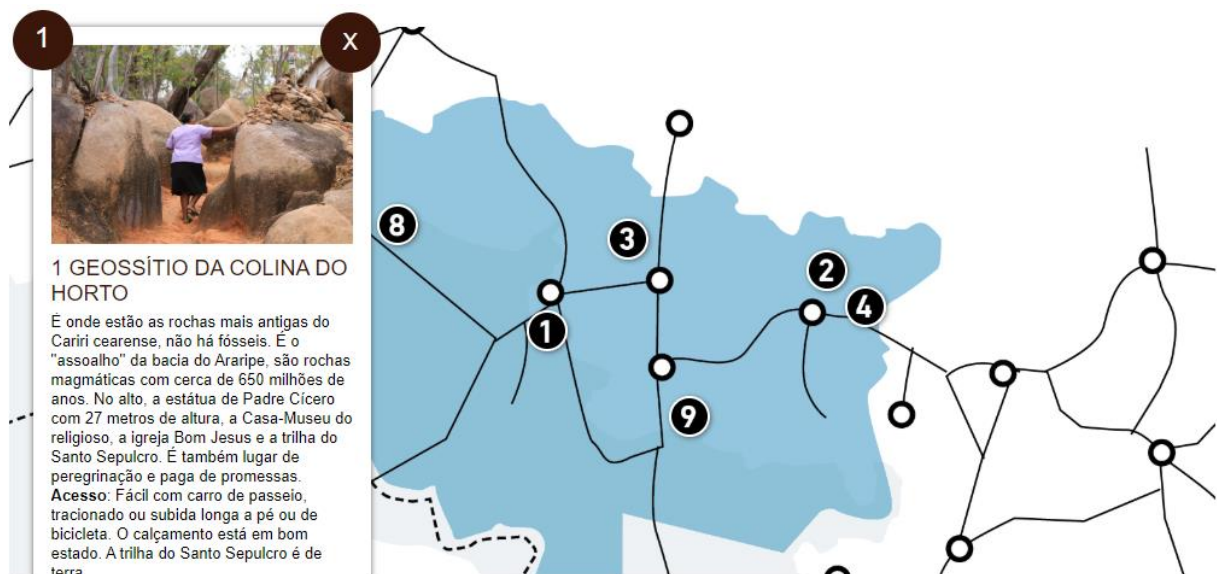 1
X
1 GEOSSÍTIO DA COLINA DO
HORTO
É onde estão as rochas mais antigas do
Cariri cearense, não há fósseis. É o
"assoalho" da bacia do Araripe, são rochas
magmáticas com cerca de 650 milhões de
anos. No alto, a estátua de Padre Cícero
com 27 metros de altura, a Casa-Museu do
religioso, a igreja Bom Jesus e a trilha do
Santo Sepulcro. É também lugar de
peregrinação e paga de promessas.
Acesso: Fácil com carro de passeio,
tracionado ou subida longa a pé ou de
bicicleta. O calçamento está em bom
estado. A trilha do Santo Sepulcro é de
terra
8
3
2
4
1
9